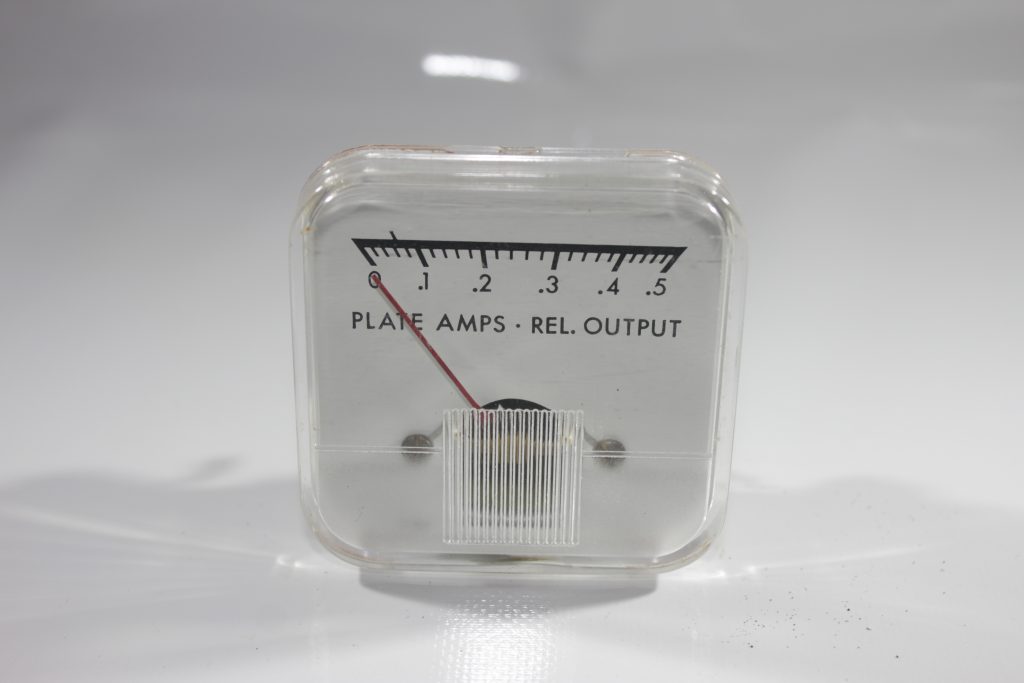 0 .1 .2 .3 .4 .5
PLATE AMPS · REL. OUTPUT